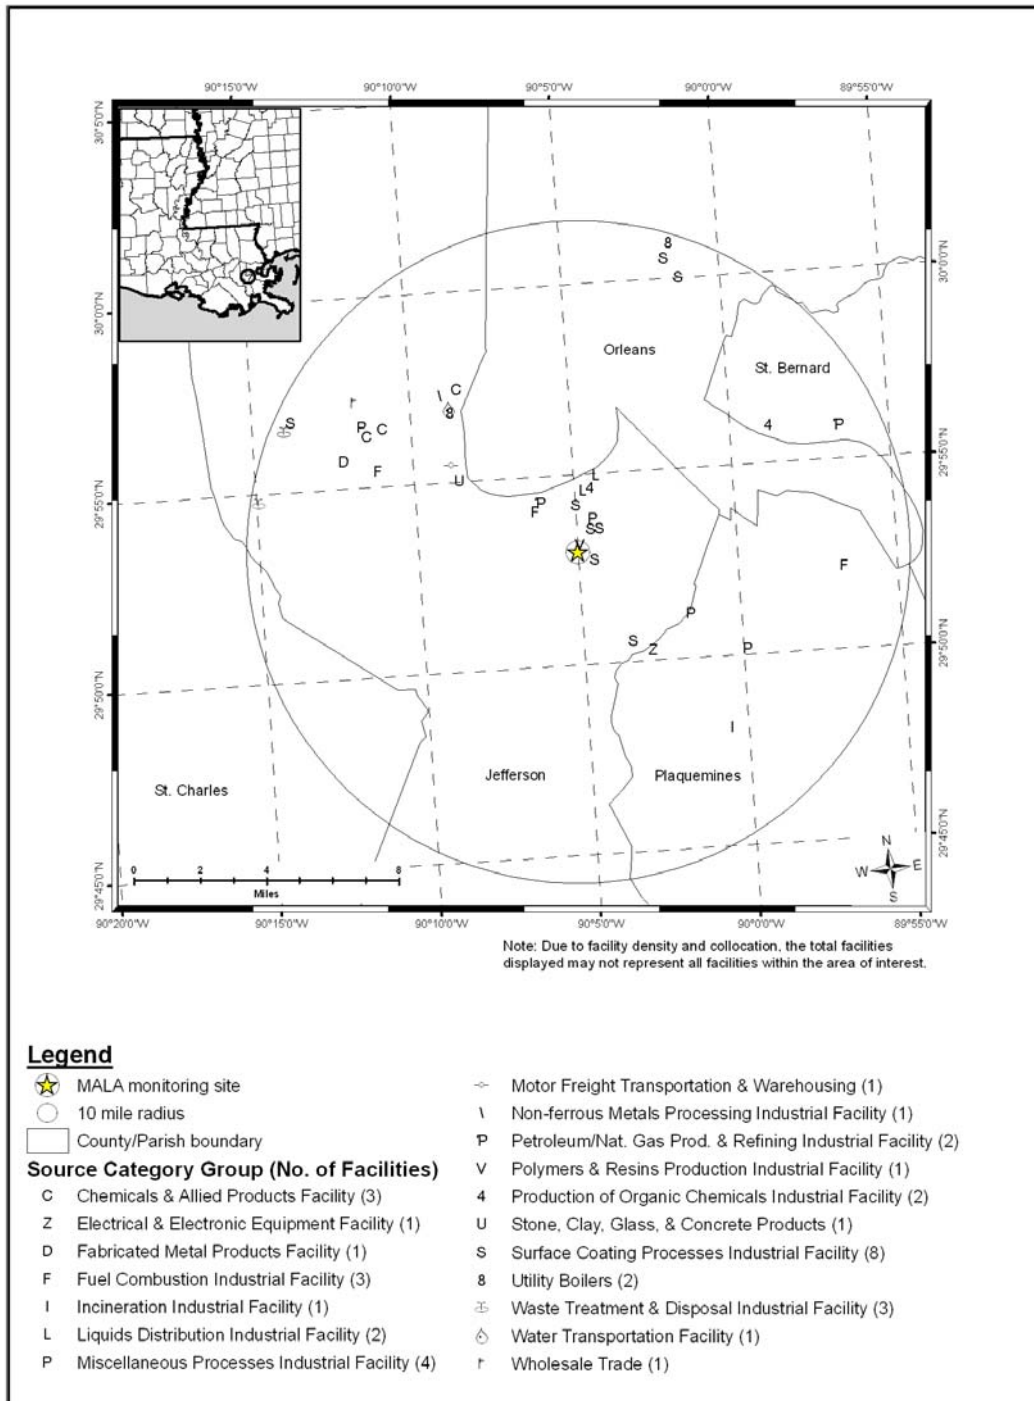 90°15'0"W 90°10'0"W 90°5'0"W 90°0'0"W 89°55'0"W
30°5'0"N
30°0'0"N
30°0'0"N
29°55'0"N
29°55'0"N
29°50'0"N
29°50'0"N
29°45'0"N
29°45'0"N
8
S
S
Orleans
St. Bernard
C
8
S
P
C
C
4
P
D
F
U
L
L
4
S
P
F
P
S
S
V
S
F
P
S
Z
P
I
Jefferson
Plaquemines
St. Charles
N
W E
S
0 2 4 8
Miles
90°20'0"W 90°15'0"W 90°10'0"W 90°5'0"W 90°0'0"W 89°55'0"W
Note: Due to facility density and collocation, the total facilities
displayed may not represent all facilities within the area of interest.
Legend
MALA monitoring site
10 mile radius
County/Parish boundary
Source Category Group (No. of Facilities)
C Chemicals & Allied Products Facility (3)
Z Electrical & Electronic Equipment Facility (1)
D Fabricated Metal Products Facility (1)
F Fuel Combustion Industrial Facility (3)
I Incineration Industrial Facility (1)
L Liquids Distribution Industrial Facility (2)
P Miscellaneous Processes Industrial Facility (4)
Motor Freight Transportation & Warehousing (1)
\ Non-ferrous Metals Processing Industrial Facility (1)
P Petroleum/Nat. Gas Prod. & Refining Industrial Facility (2)
V Polymers & Resins Production Industrial Facility (1)
4 Production of Organic Chemicals Industrial Facility (2)
U Stone, Clay, Glass, & Concrete Products (1)
S Surface Coating Processes Industrial Facility (8)
8 Utility Boilers (2)
Waste Treatment & Disposal Industrial Facility (3)
Water Transportation Facility (1)
Wholesale Trade (1)